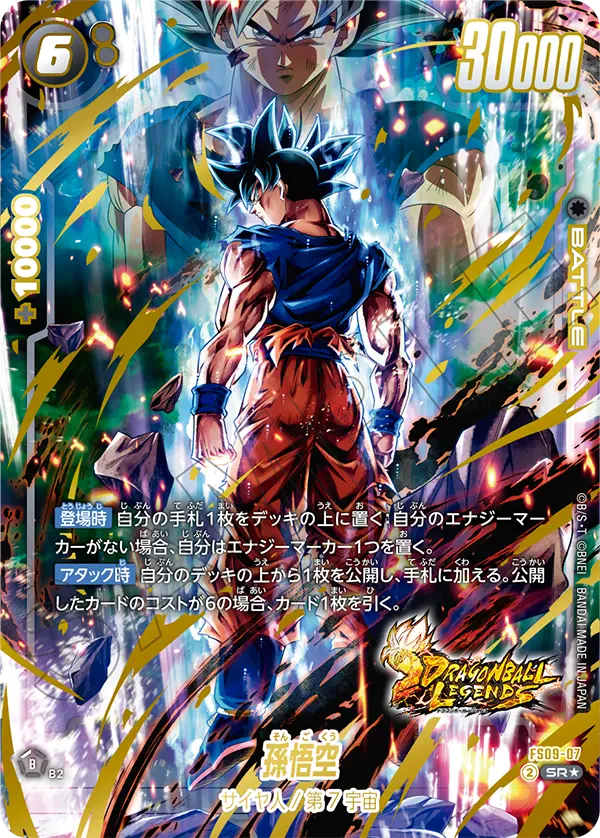 6
30000
+10000
BATTLE
登場時 自分の手札1枚をデッキの上に置く：自分のエナジーマー
カーがない場合、自分はエナジーマーカー1つを置く。
アタック時 自分のデッキの上から1枚を公開し、手札に加える。公開
したカードのコストが6の場合、カード1枚を引く。
DRAGONBALL
LEGENDS
©B/S・T ©BNEI BANDAI MADE IN JAPAN
FS09-07
2 SR★
B B2
そんごくう
孫悟空
サイヤ人/第7宇宙